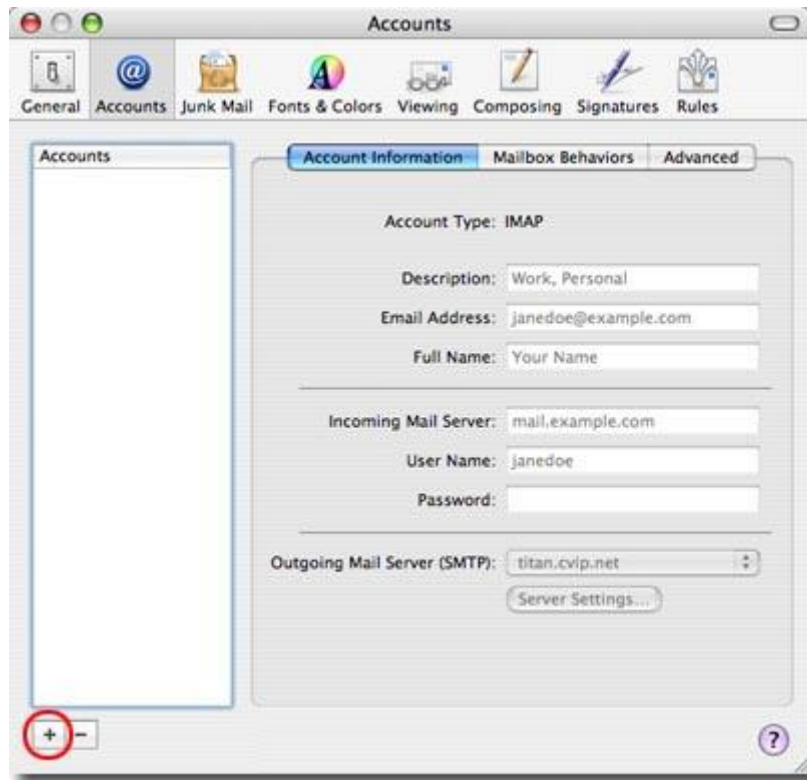 Accounts
General Accounts Junk Mail Fonts & Colors Viewing Composing Signatures Rules
Accounts
Account Information Mailbox Behaviors Advanced
Account Type: IMAP
Description: Work, Personal
Email Address: janedoe@example.com
Full Name: Your Name
Incoming Mail Server: mail.example.com
User Name: janedoe
Password:
Outgoing Mail Server (SMTP): titan.cvip.net
Server Settings...
+ −
?